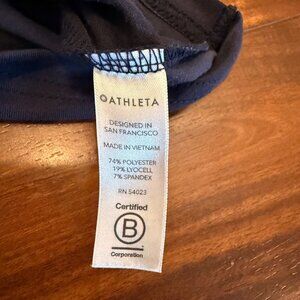 ATHLETA
DESIGNED IN
SAN FRANCISCO
MADE IN VIETNAM
74% POLYESTER
19% LYOCELL
7% SPANDEX
RN 54023
Certified
B
Corporation